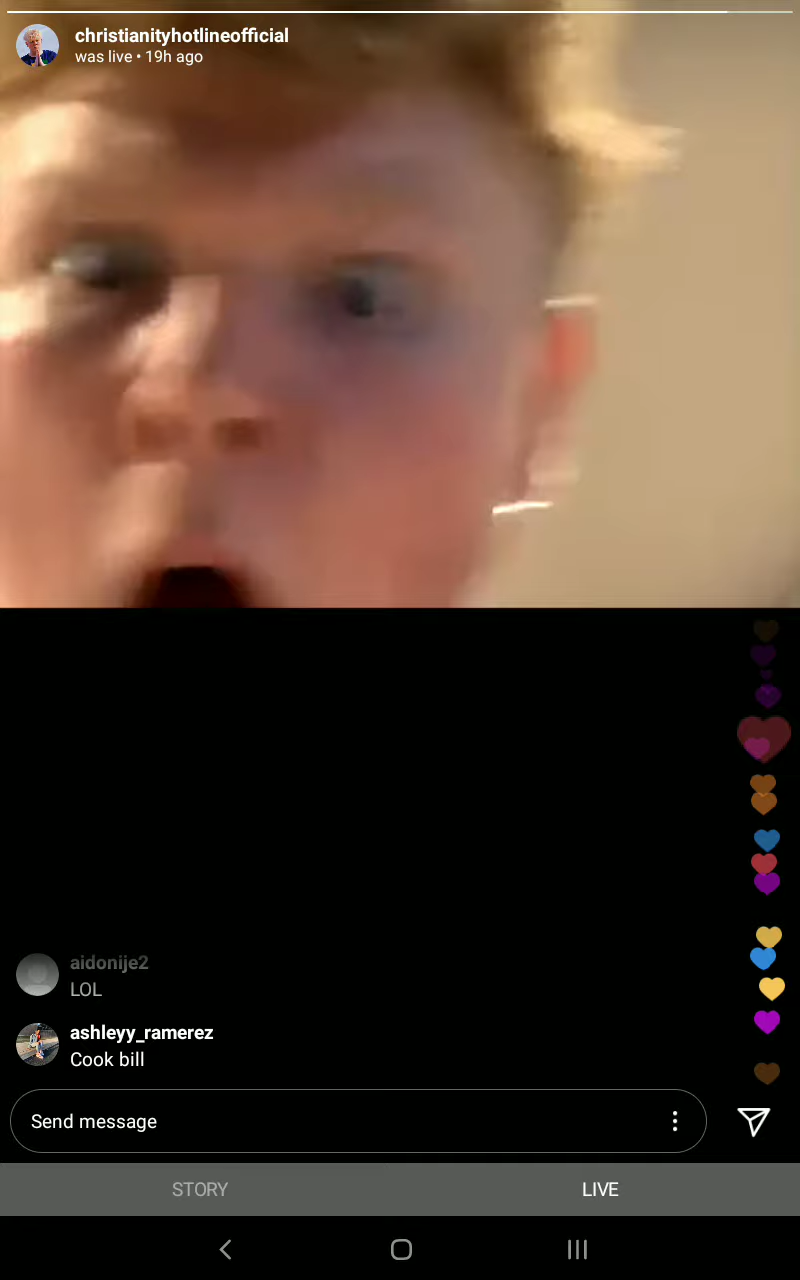 christianityhotlineofficial
was live • 19h ago
aidonije2
LOL
ashleyy_ramerez
Cook bill
Send message
STORY LIVE